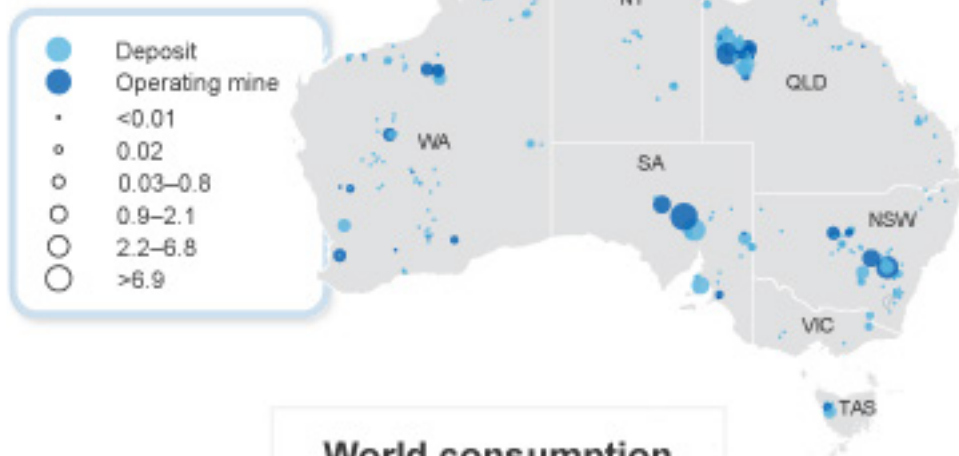 Deposit
Operating mine
<0.01
0.02
0.03–0.8
0.9–2.1
2.2–6.8
>6.9
NT
QLD
WA
SA
NSW
VIC
TAS
World consumption